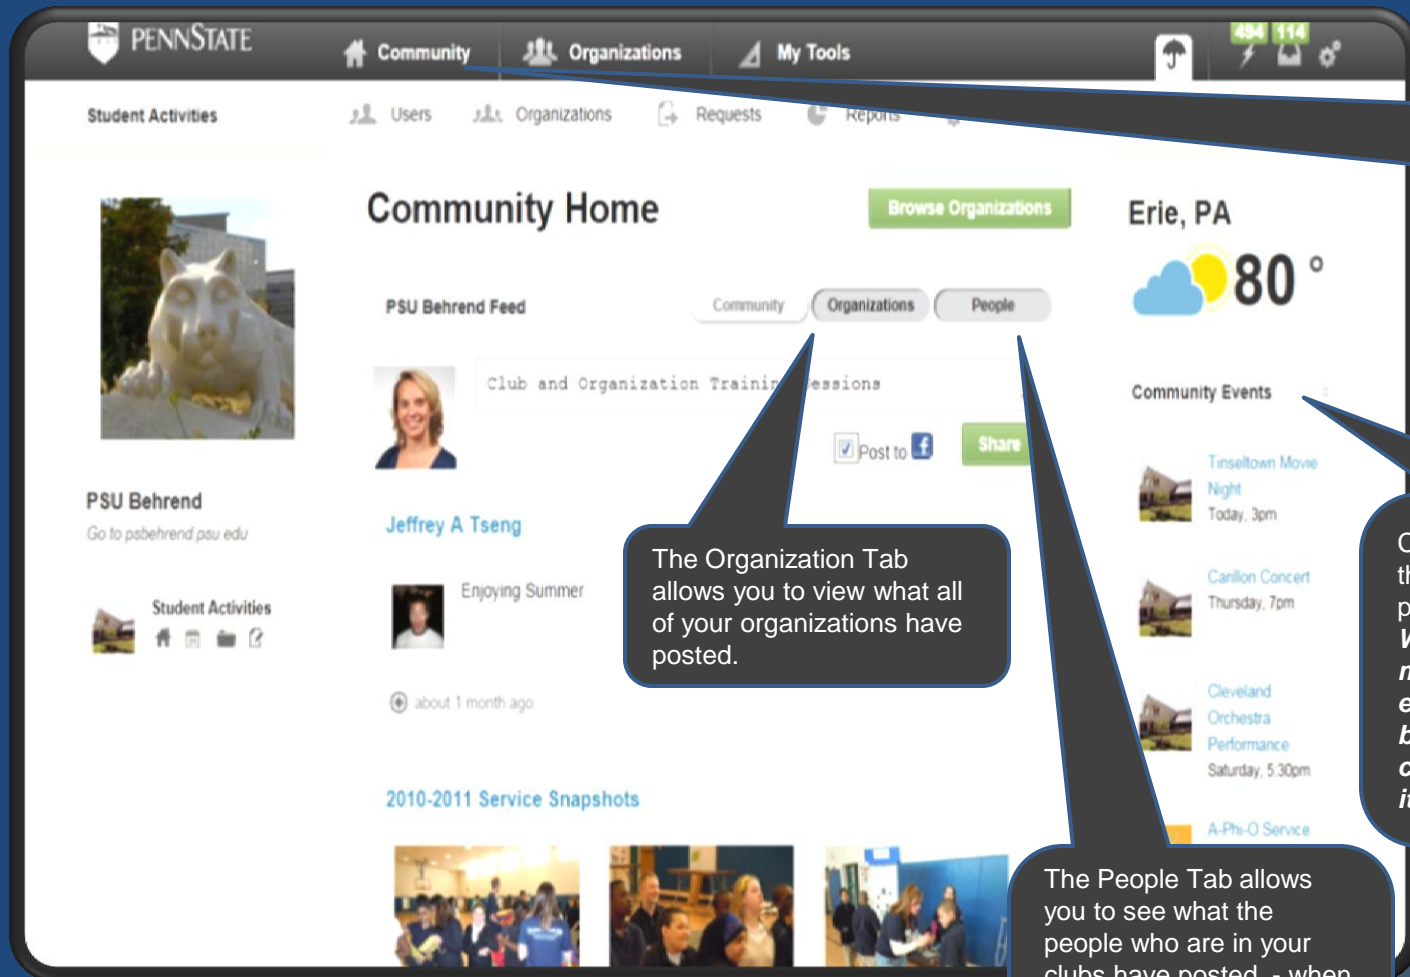 PENNSTATE
Community
Organizations
My Tools
494
114
Student Activities
Users
Organizations
Requests
Reports
Community Home
Browse Organizations
Erie, PA
80 °
PSU Behrend Feed
Community
Organizations
People
Club and Organization Training Sessions
Post to
Share
Community Events
Tinseltown Movie
Night
Today, 3pm
Carillon Concert
Thursday, 7pm
Cleveland
Orchestra
Performance
Saturday, 5:30pm
A-Phi-O Service
PSU Behrend
Go to psbehrend.psu.edu
Student Activities
Jeffrey A Tseng
Enjoying Summer
about 1 month ago
2010-2011 Service Snapshots
The Organization Tab
allows you to view what all
of your organizations have
posted.
The People Tab allows
you to see what the
people who are in your
clubs have posted. - when